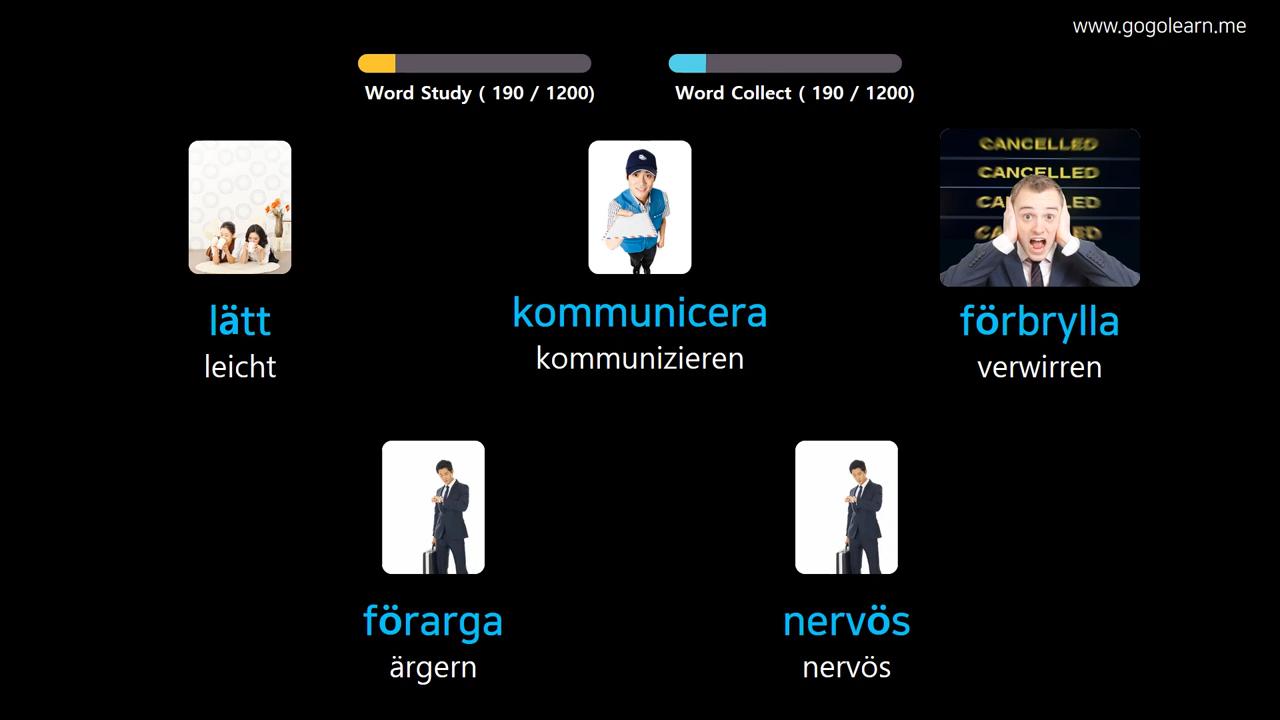 www.gogolearn.me
Word Study ( 190 / 1200)
Word Collect ( 190 / 1200)
CANCELLED
CANCELLED
lätt
leicht
kommunicera
kommunizieren
förbrylla
verwirren
förarga
ärgern
nervös
nervös